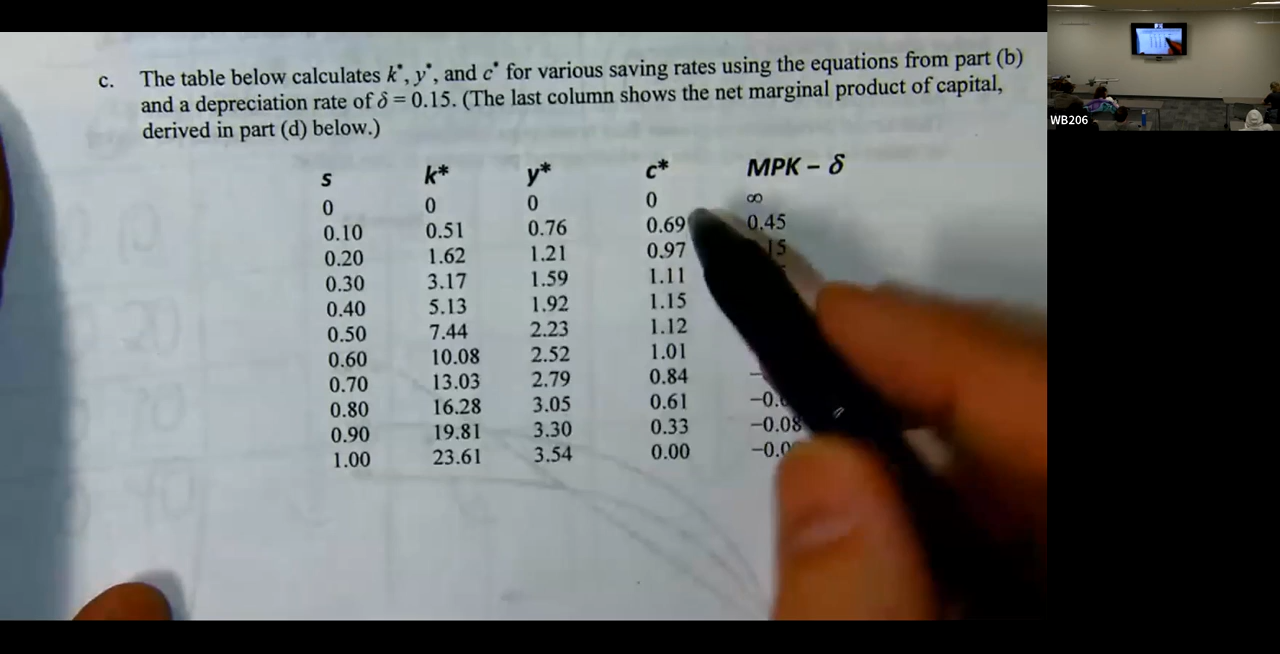 c. The table below calculates k*, y*, and c* for various saving rates using the equations from part (b)
and a depreciation rate of δ = 0.15. (The last column shows the net marginal product of capital,
derived in part (d) below.)
s k* y* c* MPK – δ
0 0 0 0 ∞
0.10 0.51 0.76 0.69 0.45
0.20 1.62 1.21 0.97
0.30 3.17 1.59 1.11
0.40 5.13 1.92 1.15
0.50 7.44 2.23 1.12
0.60 10.08 2.52 1.01
0.70 13.03 2.79 0.84
0.80 16.28 3.05 0.61
0.90 19.81 3.30 0.33 −0.08
1.00 23.61 3.54 0.00
WB206